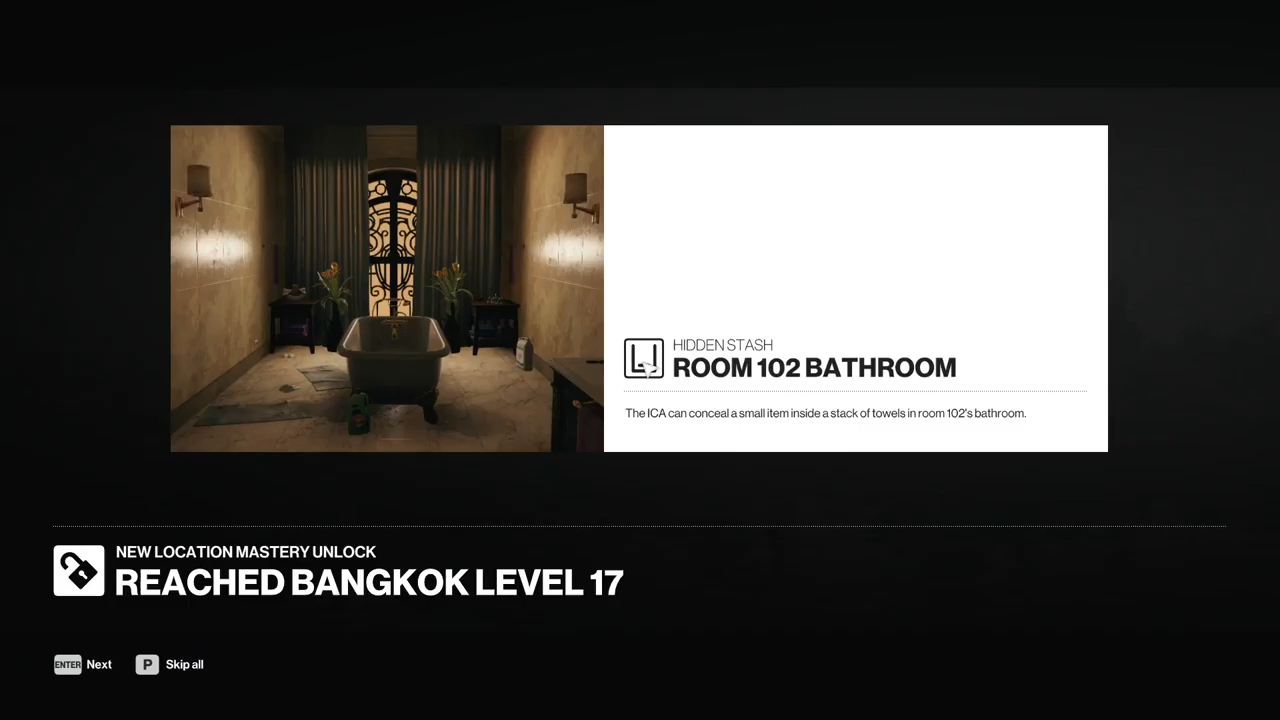 HIDDEN STASH
ROOM 102 BATHROOM
The ICA can conceal a small item inside a stack of towels in room 102's bathroom.
NEW LOCATION MASTERY UNLOCK
REACHED BANGKOK LEVEL 17
ENTER Next P Skip all